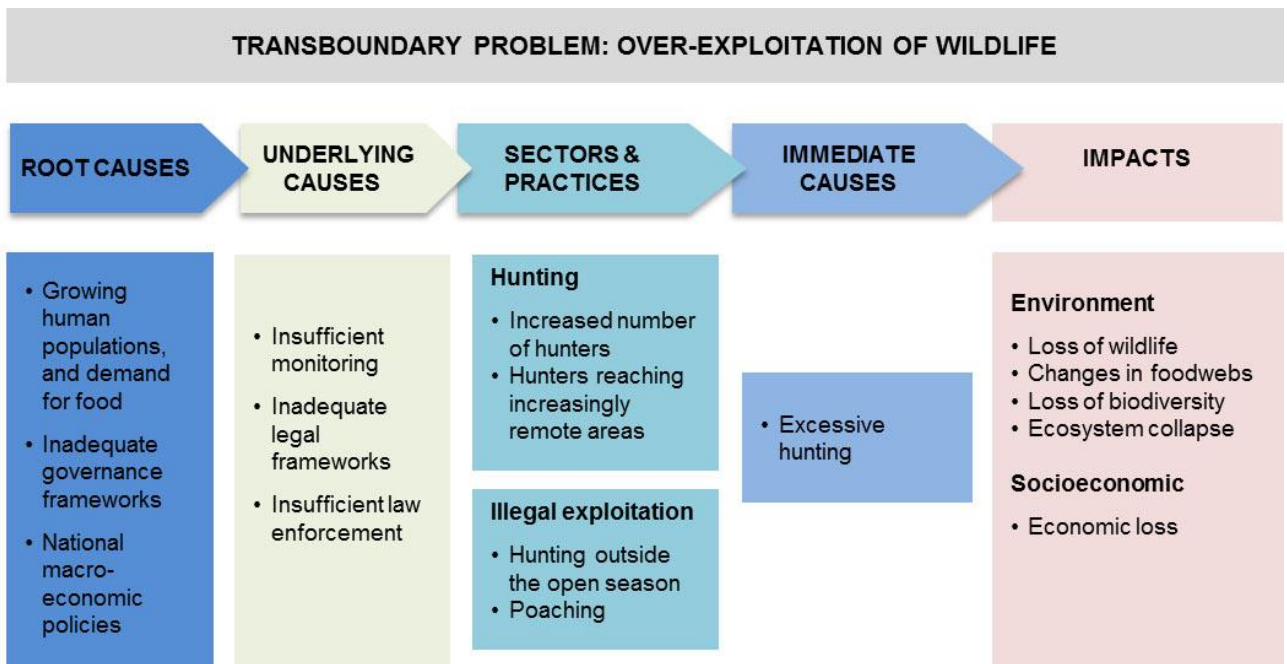 TRANSBOUNDARY PROBLEM: OVER-EXPLOITATION OF WILDLIFE
ROOT CAUSES
UNDERLYING
CAUSES
SECTORS &
PRACTICES
IMMEDIATE
CAUSES
IMPACTS
• Growing
human
populations,
and demand
for food
• Inadequate
governance
frameworks
• National
macro-
economic
policies
• Insufficient
monitoring
• Inadequate
legal
frameworks
• Insufficient law
enforcement
Hunting
• Increased number
of hunters
• Hunters reaching
increasingly
remote areas
Illegal exploitation
• Hunting outside
the open season
• Poaching
• Excessive
hunting
Environment
• Loss of wildlife
• Changes in foodwebs
• Loss of biodiversity
• Ecosystem collapse
Socioeconomic
• Economic loss